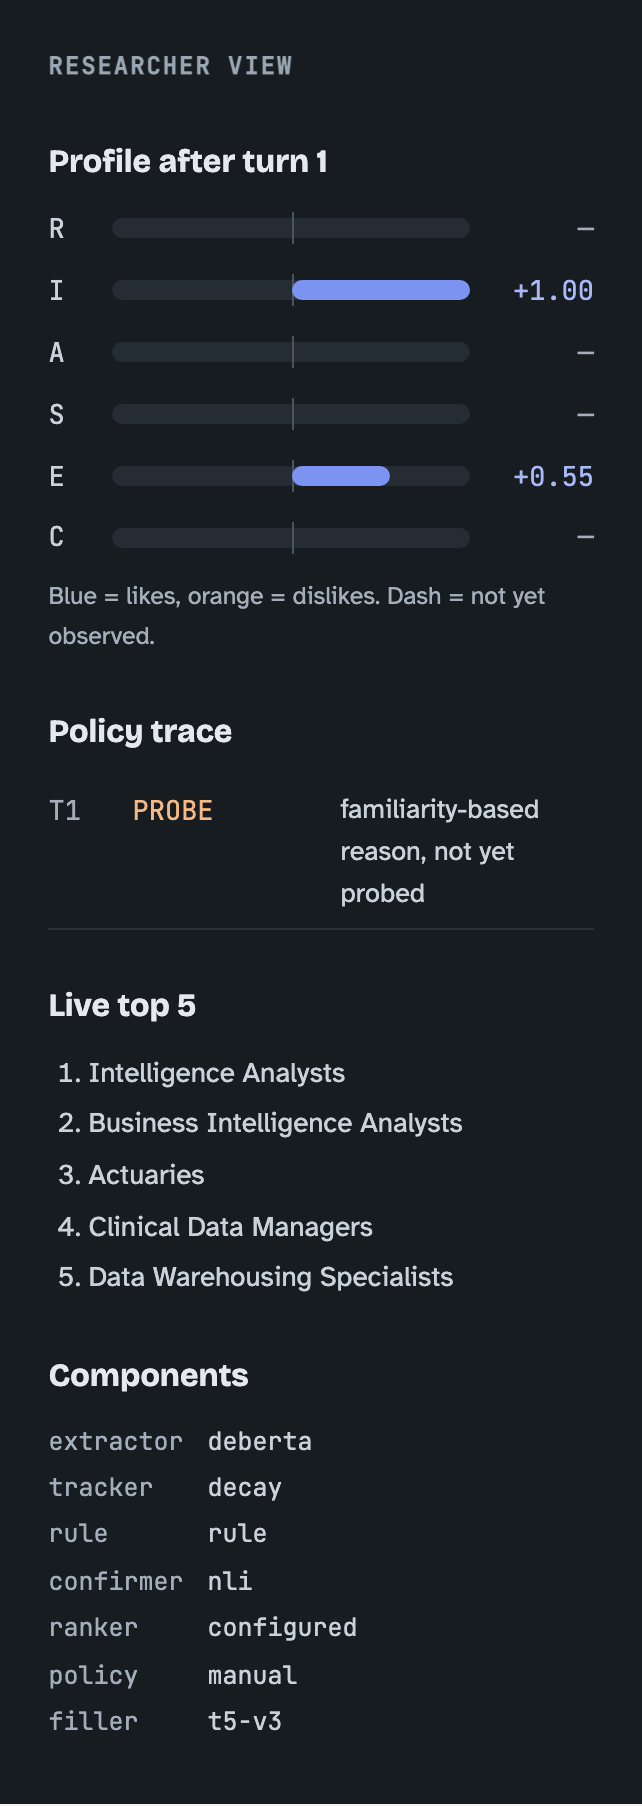 RESEARCHER VIEW
Profile after turn 1
R –
I +1.00
A –
S –
E +0.55
C –
Blue = likes, orange = dislikes. Dash = not yet
observed.
Policy trace
T1 PROBE familiarity-based
reason, not yet
probed
Live top 5
1. Intelligence Analysts
2. Business Intelligence Analysts
3. Actuaries
4. Clinical Data Managers
5. Data Warehousing Specialists
Components
extractor deberta
tracker decay
rule rule
confirmer nli
ranker configured
policy manual
filler t5-v3